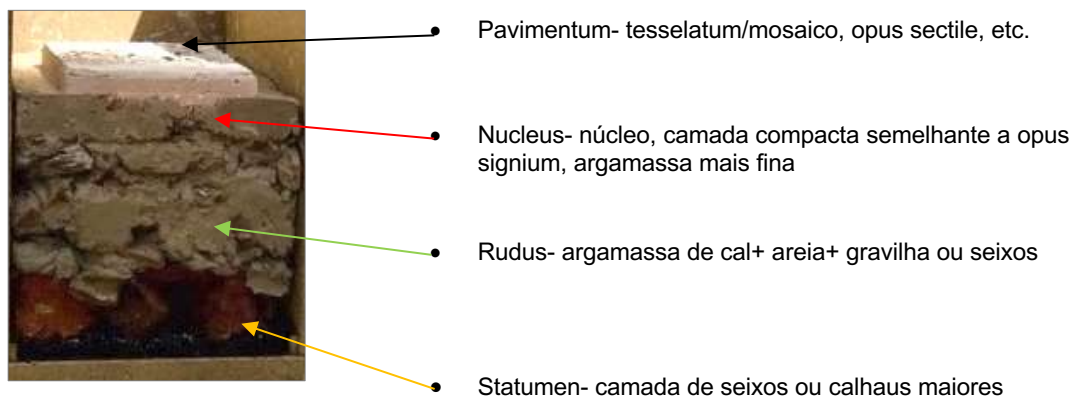 • Pavimentum- tesselatum/mosaico, opus sectile, etc.
• Nucleus- núcleo, camada compacta semelhante a opus
signium, argamassa mais fina
• Rudus- argamassa de cal+ areia+ gravilha ou seixos
• Statumen- camada de seixos ou calhaus maiores